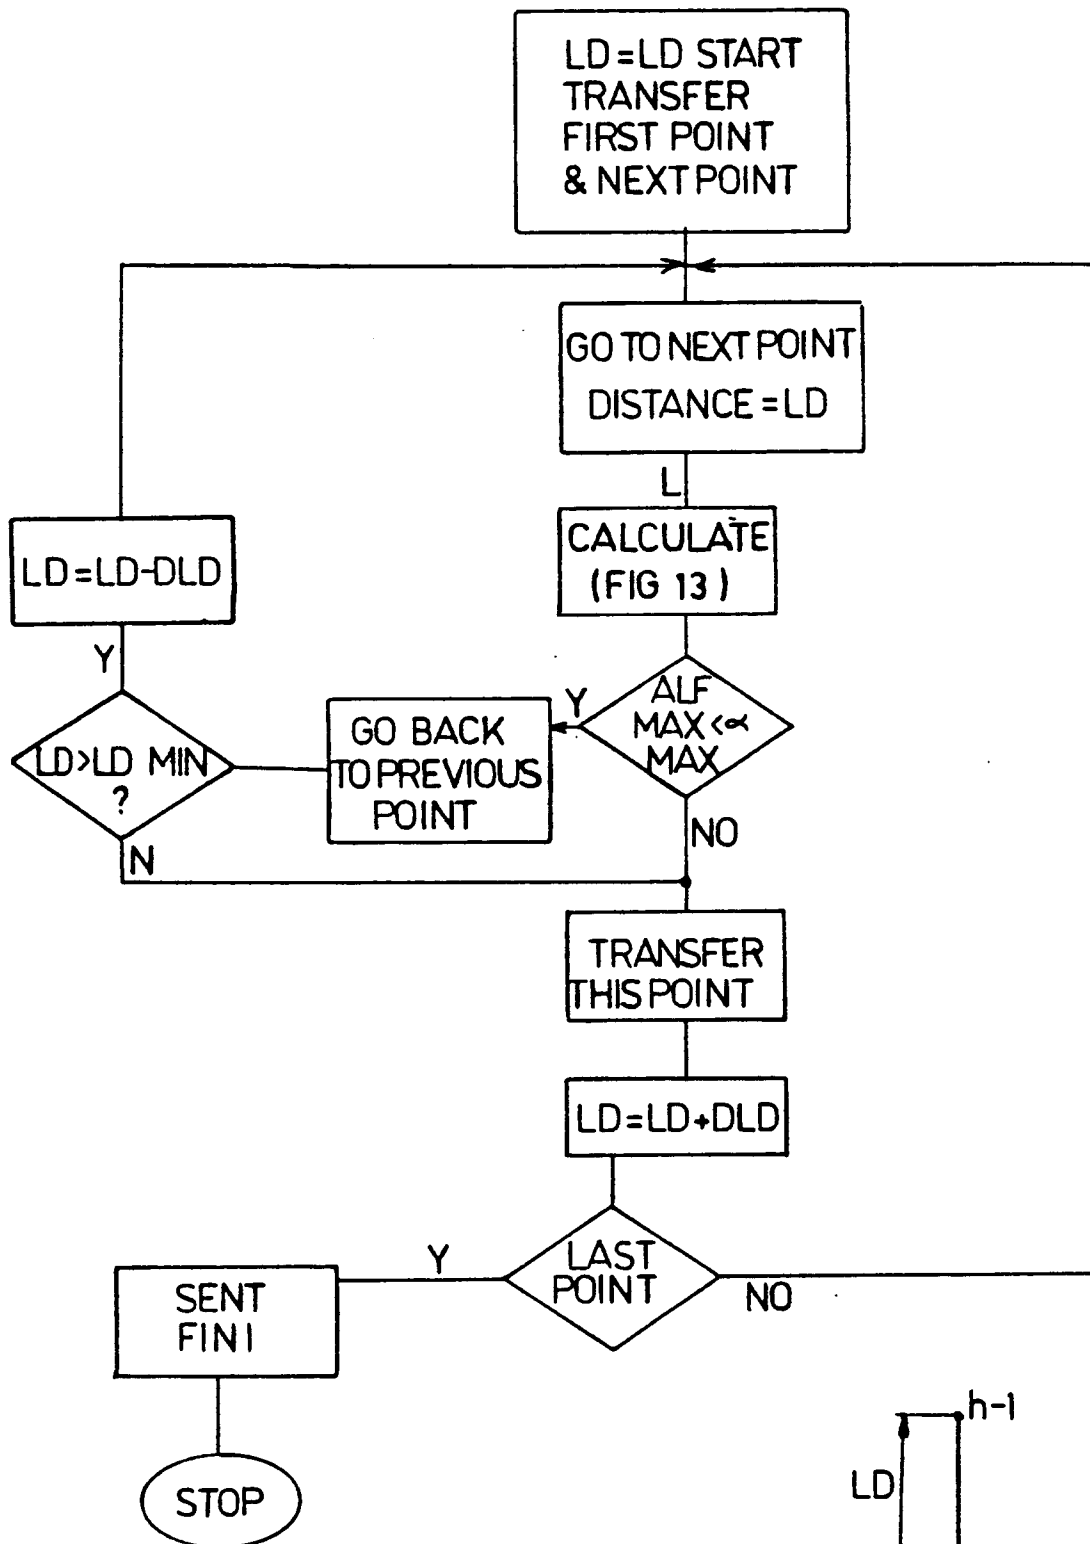 LD=LD START
TRANSFER
FIRST POINT
& NEXT POINT
GO TO NEXT POINT
DISTANCE=LD
L
CALCULATE
(FIG 13)
LD=LD-DLD
Y
LD>LD MIN
?
N
GO BACK
TO PREVIOUS
POINT
Y
ALF
MAX<α
MAX
NO
TRANSFER
THIS POINT
LD=LD+DLD
LAST
POINT
Y
NO
SENT
FINI
STOP
h-1
LD